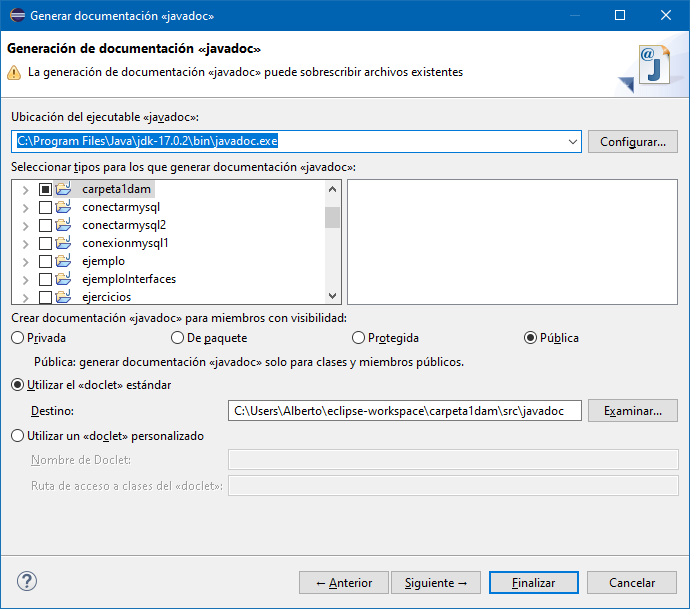 Generar documentación «javadoc»
Generación de documentación «javadoc»
La generación de documentación «javadoc» puede sobrescribir archivos existentes
@
J
Ubicación del ejecutable «javadoc»:
C:\Program Files\Java\jdk-17.0.2\bin\javadoc.exe
Configurar...
Seleccionar tipos para los que generar documentación «javadoc»:
carpeta1dam
conectarmysql
conectarmysql2
conexionmysql1
ejemplo
ejemploInterfaces
ejercicios
Crear documentación «javadoc» para miembros con visibilidad:
Privada De paquete Protegida Pública
Pública: generar documentación «javadoc» solo para clases y miembros públicos.
Utilizar el «doclet» estándar
Destino: C:\Users\Alberto\eclipse-workspace\carpeta1dam\src\javadoc Examinar...
Utilizar un «doclet» personalizado
Nombre de Doclet:
Ruta de acceso a clases del «doclet»:
? ← Anterior Siguiente → Finalizar Cancelar